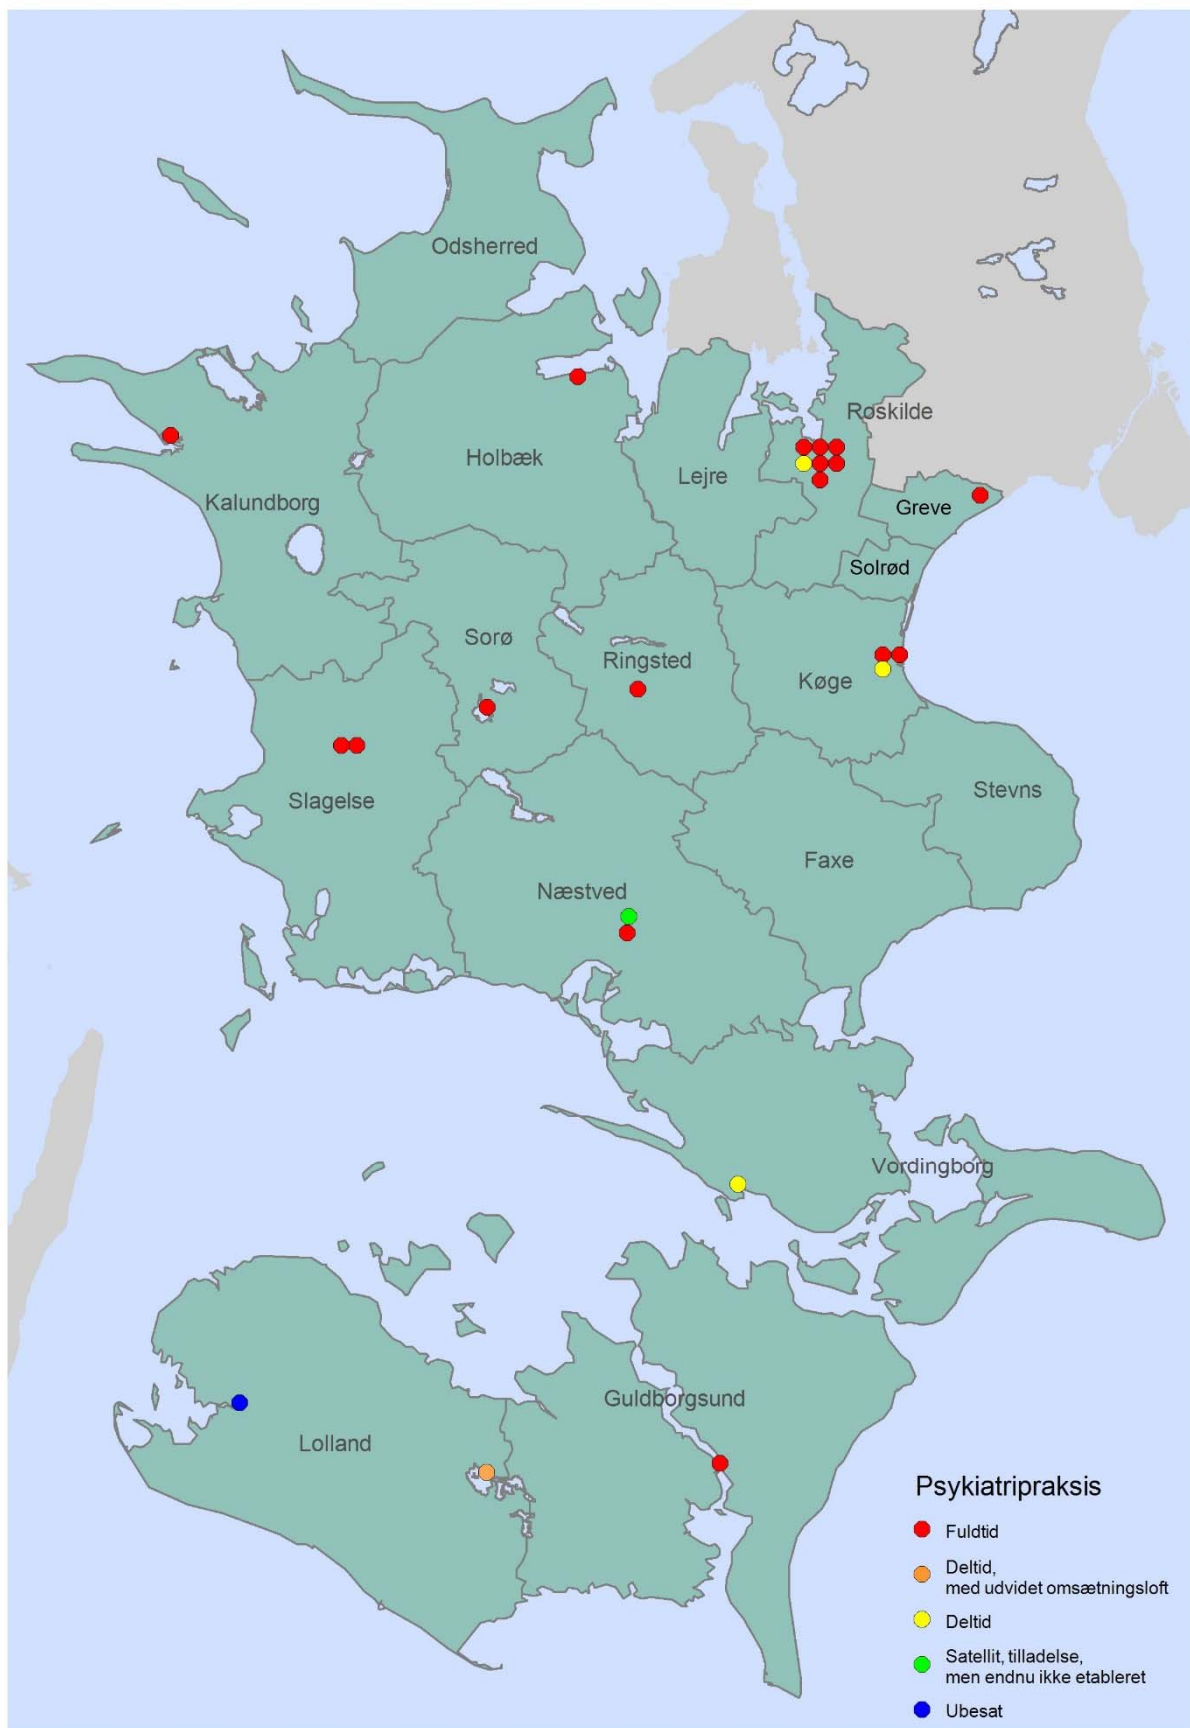 Odsherred
Roskilde
Holbæk
Lejre
Kalundborg
Greve
Solrød
Sorø
Ringsted
Køge
Stevns
Slagelse
Faxe
Næstved
Vordingborg
Guldborgsund
Lolland
Psykiatripraksis
Fuldtid
Deltid,
med udvidet omsætningsloft
Deltid
Satellit, tilladelse,
men endnu ikke etableret
Ubesat